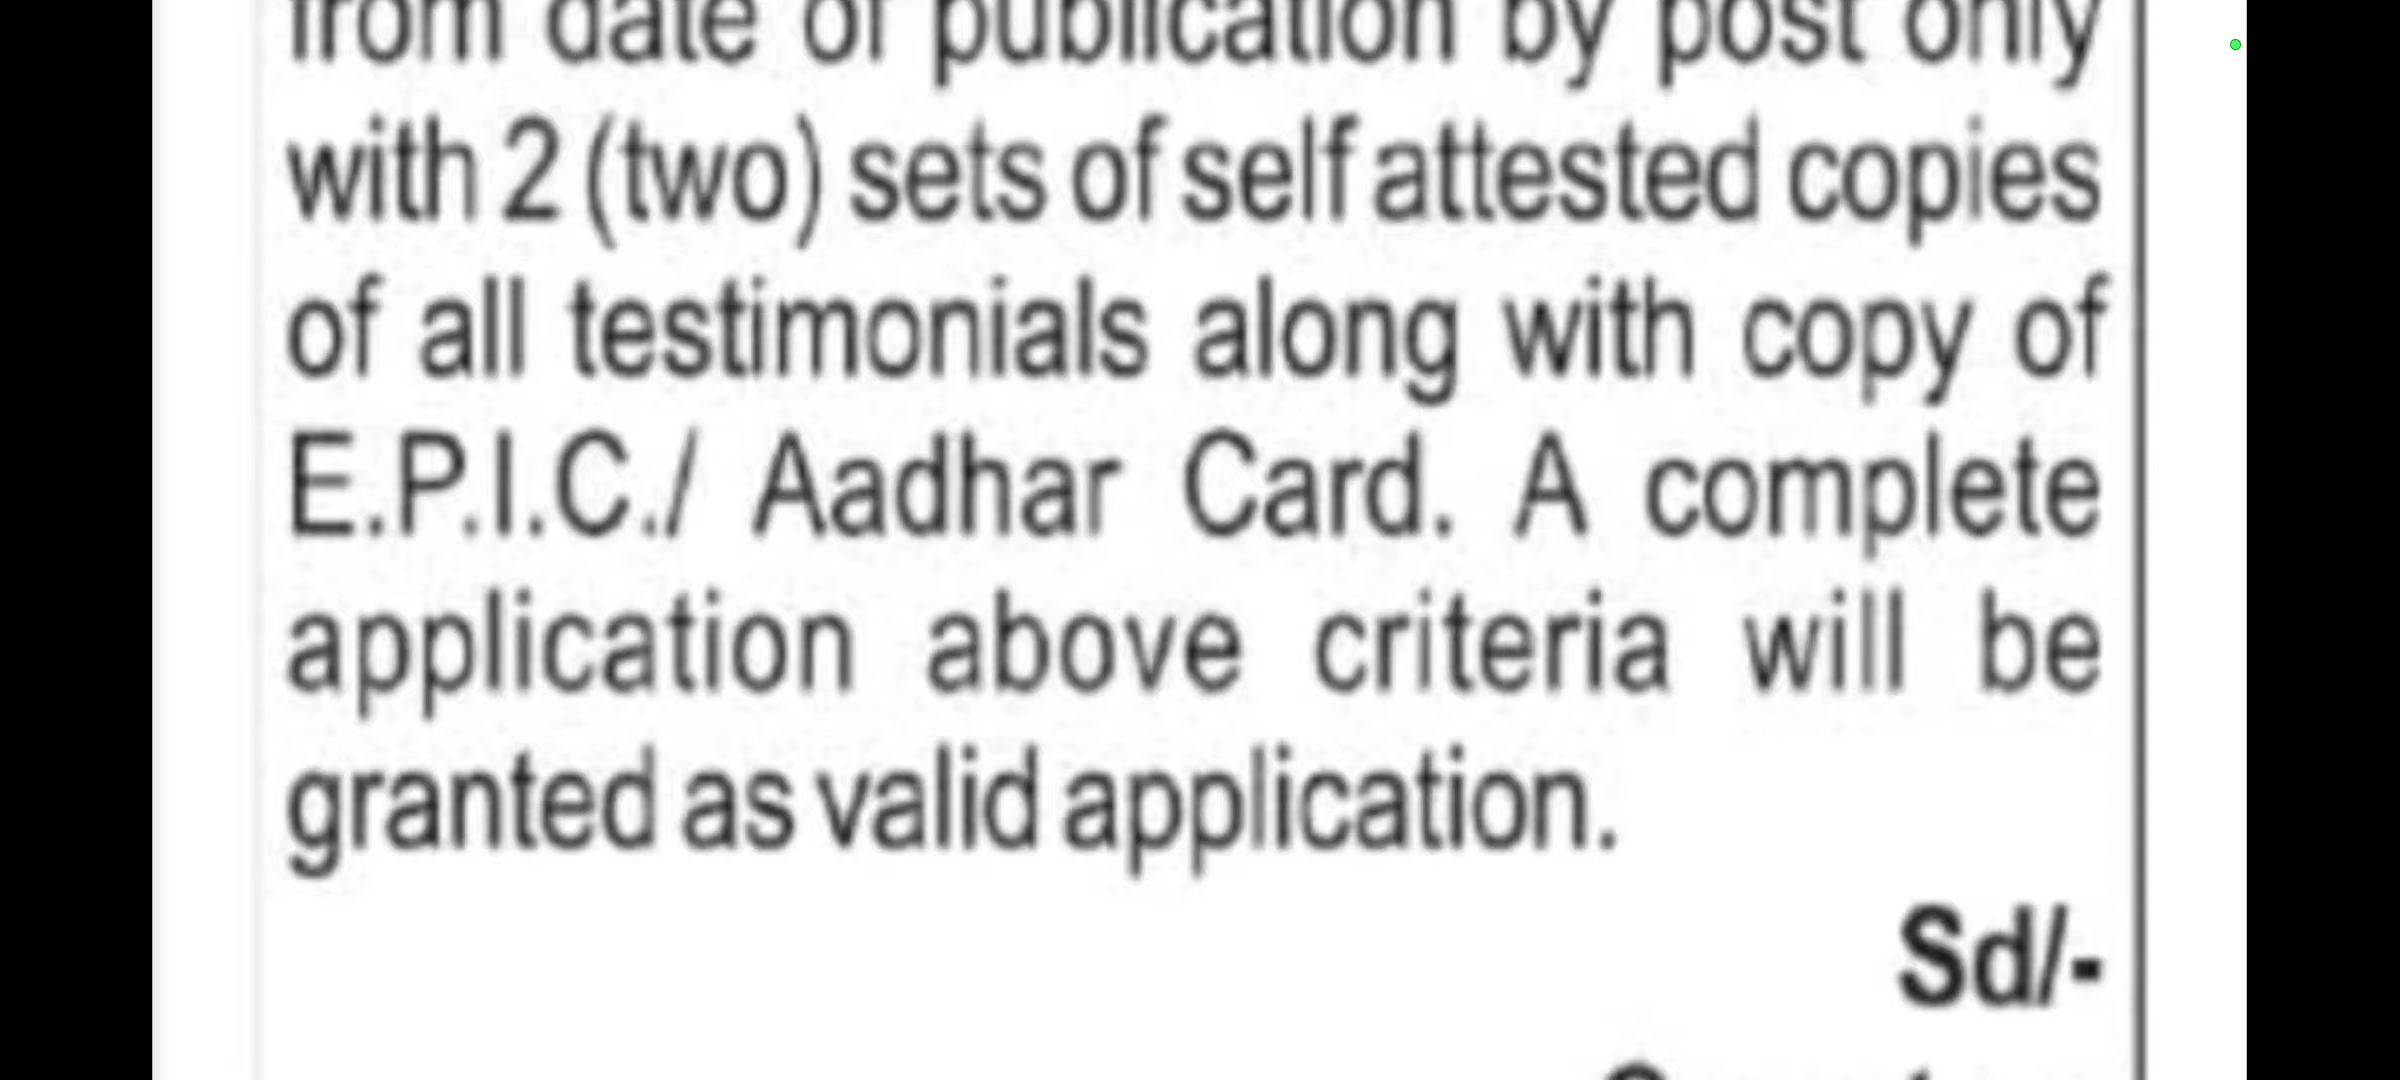 from date of publication by post only
with 2 (two) sets of self attested copies
of all testimonials along with copy of
E.P.I.C./ Aadhar Card. A complete
application above criteria will be
granted as valid application.
Sd/-